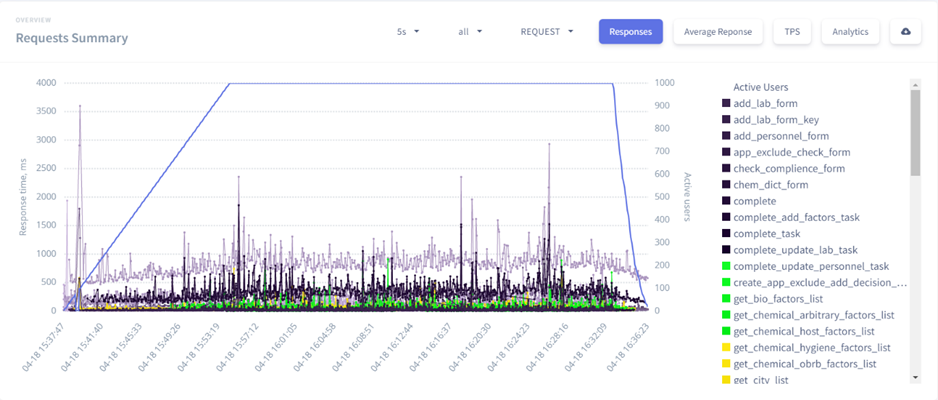 OVERVIEW
Requests Summary
5s all REQUEST Responses Average Reponse TPS Analytics
4000
3500
3000
2500
2000
1500
1000
500
0
Response time, ms
1000
900
800
700
600
500
400
300
200
100
0
Active users
04-18 15:37:47
04-18 15:41:40
04-18 15:45:33
04-18 15:49:26
04-18 15:53:19
04-18 15:57:12
04-18 16:01:05
04-18 16:04:58
04-18 16:08:51
04-18 16:12:44
04-18 16:16:37
04-18 16:20:30
04-18 16:24:23
04-18 16:28:16
04-18 16:32:09
04-18 16:36:23
Active Users
add_lab_form
add_lab_form_key
add_personnel_form
app_exclude_check_form
check_complience_form
chem_dict_form
complete
complete_add_factors_task
complete_task
complete_update_lab_task
complete_update_personnel_task
create_app_exclude_add_decision_...
get_bio_factors_list
get_chemical_arbitrary_factors_list
get_chemical_host_factors_list
get_chemical_hygiene_factors_list
get_chemical_obrb_factors_list
get_city_list